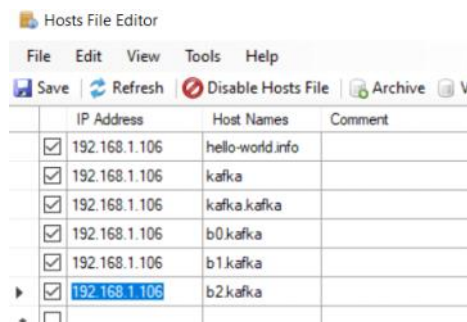 Hosts File Editor
File Edit View Tools Help
Save Refresh Disable Hosts File Archive
IP Address Host Names Comment
192.168.1.106 hello-world.info
192.168.1.106 kafka
192.168.1.106 kafka.kafka
192.168.1.106 b0.kafka
192.168.1.106 b1.kafka
192.168.1.106 b2.kafka